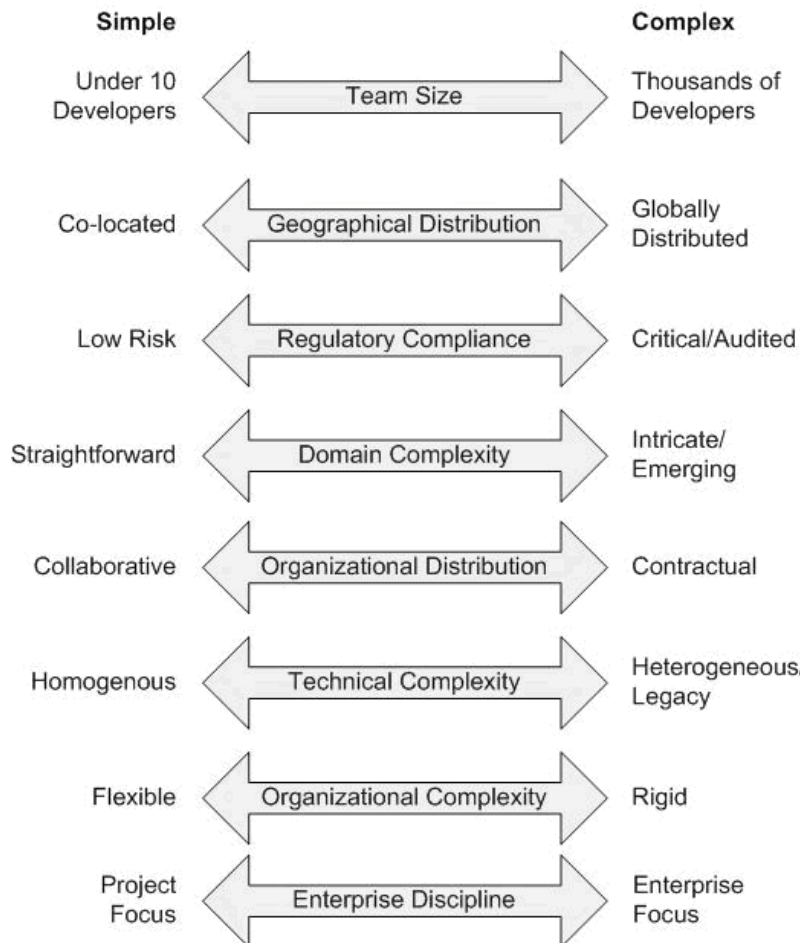 Simple
Complex
Under 10
Developers
Team Size
Thousands of
Developers
Co-located
Geographical Distribution
Globally
Distributed
Low Risk
Regulatory Compliance
Critical/Audited
Straightforward
Domain Complexity
Intricate/
Emerging
Collaborative
Organizational Distribution
Contractual
Homogenous
Technical Complexity
Heterogeneous/
Legacy
Flexible
Organizational Complexity
Rigid
Project
Focus
Enterprise Discipline
Enterprise
Focus